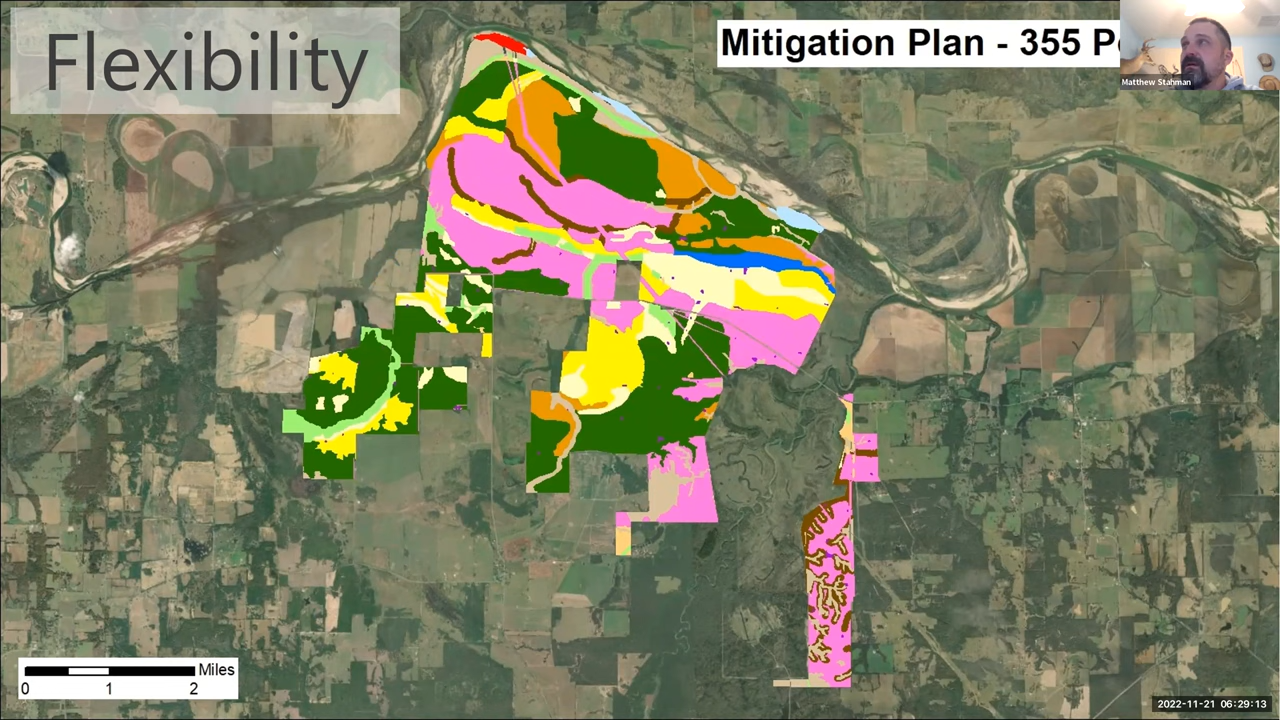 Flexibility
Mitigation Plan - 355 P
Matthew Stahman
Miles
0 1 2
2022-11-21 06:29:13